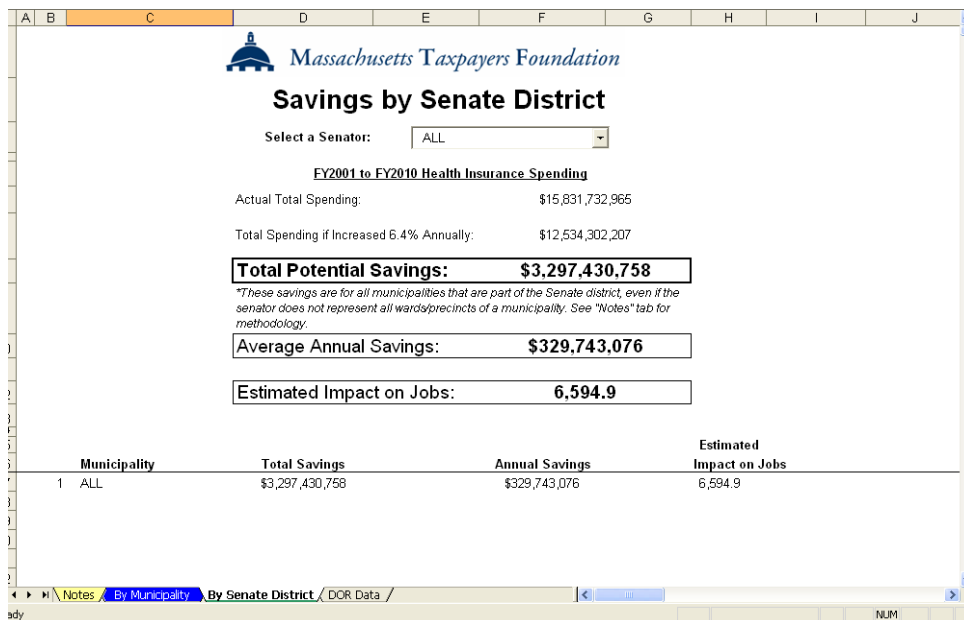 A B C D E F G H I J
Massachusetts Taxpayers Foundation
Savings by Senate District
Select a Senator: ALL
FY2001 to FY2010 Health Insurance Spending
Actual Total Spending: $15,831,732,965
Total Spending if Increased 6.4% Annually: $12,534,302,207
Total Potential Savings: $3,297,430,758
*These savings are for all municipalities that are part of the Senate district, even if the
senator does not represent all wards/precincts of a municipality. See "Notes" tab for
methodology.
Average Annual Savings: $329,743,076
Estimated Impact on Jobs: 6,594.9
Estimated
Municipality Total Savings Annual Savings Impact on Jobs
1 ALL $3,297,430,758 $329,743,076 6,594.9
Notes By Municipality By Senate District DOR Data
ady NUM